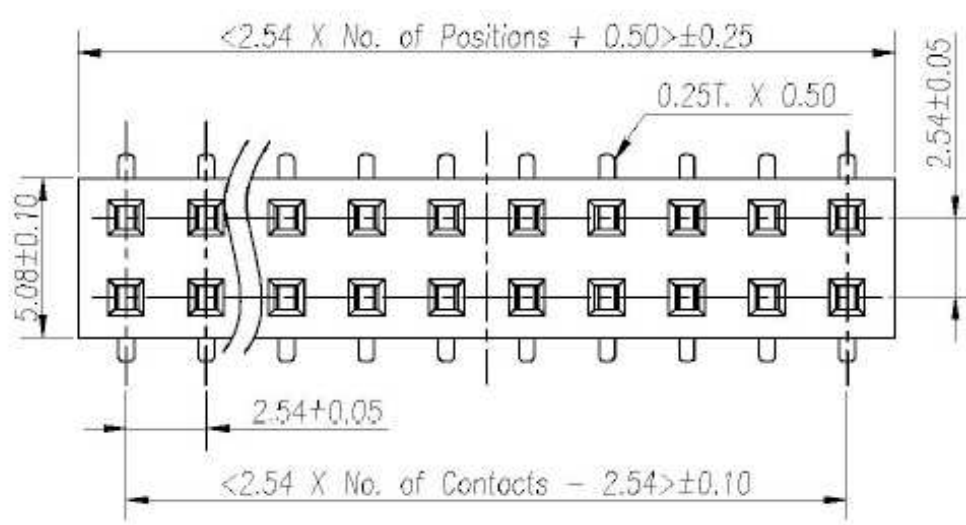 <2.54 X No. of Positions + 0.50>±0.25
0.25T. X 0.50
2.54±0.05
5.08±0.10
2.54±0.05
<2.54 X No. of Contacts - 2.54>±0.10